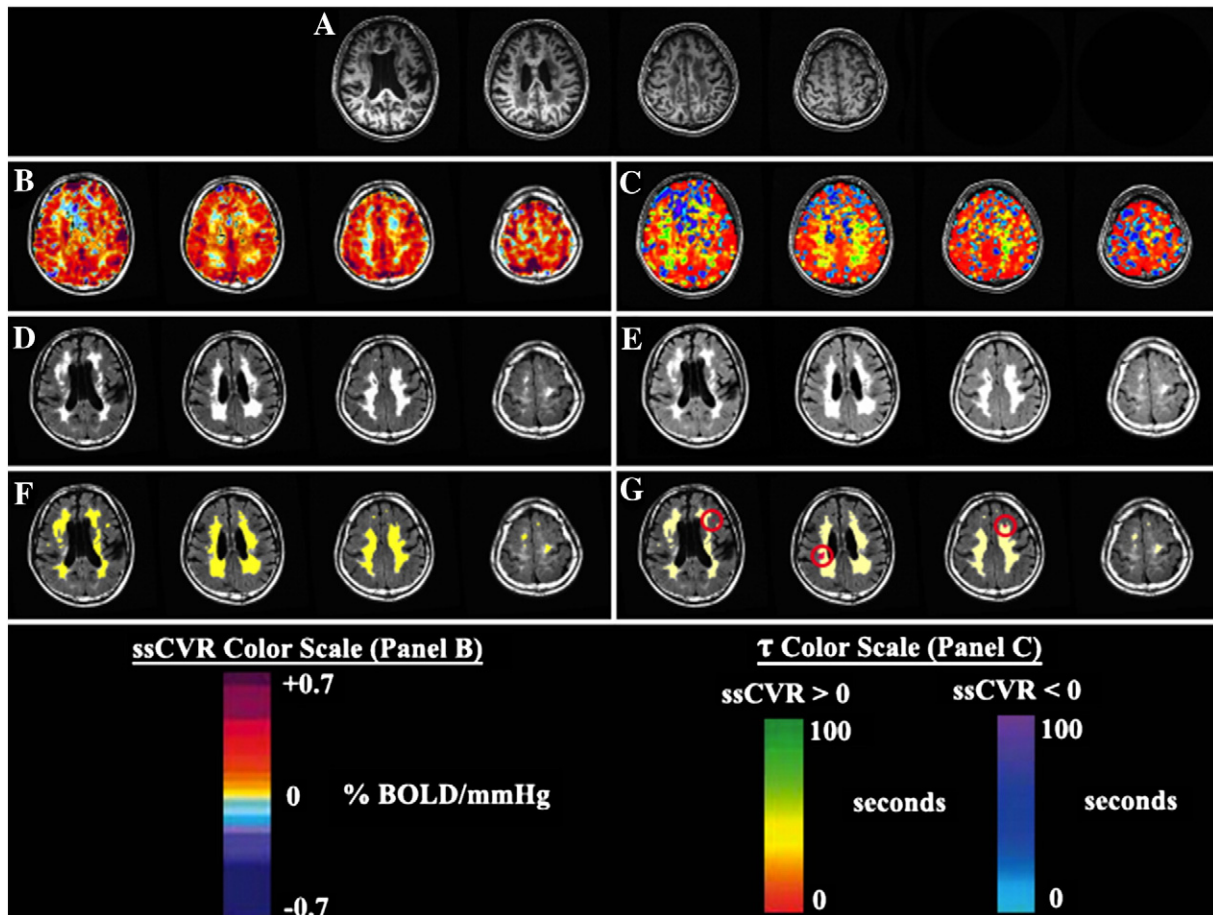 A
B
C
D
E
F
G
ssCVR Color Scale (Panel B)
+0.7
0
% BOLD/mmHg
-0.7
τ Color Scale (Panel C)
ssCVR > 0
ssCVR < 0
100
100
seconds
seconds
0
0